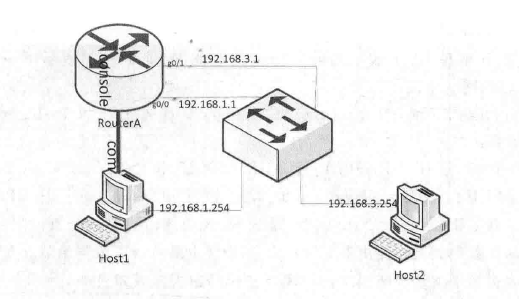 g0/1
192.168.3.1
console
g0/0
192.168.1.1
RouterA
com
192.168.1.254
192.168.3.254
Host1
Host2